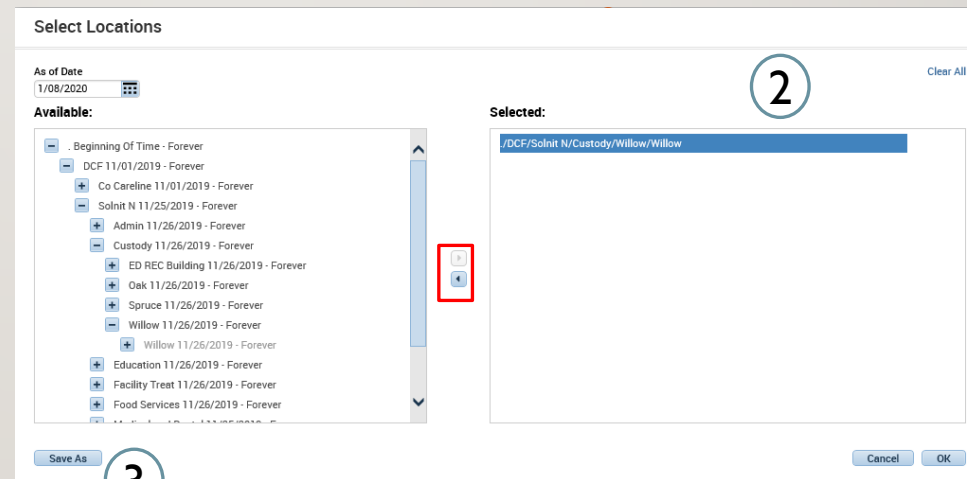 Select Locations
As of Date
1/08/2020
2
Clear All
Available:
Selected:
. Beginning Of Time - Forever
DCF 11/01/2019 - Forever
Co Careline 11/01/2019 - Forever
Solnit N 11/25/2019 - Forever
Admin 11/26/2019 - Forever
Custody 11/26/2019 - Forever
ED REC Building 11/26/2019 - Forever
Oak 11/26/2019 - Forever
Spruce 11/26/2019 - Forever
Willow 11/26/2019 - Forever
Willow 11/26/2019 - Forever
Education 11/26/2019 - Forever
Facility Treat 11/26/2019 - Forever
Food Services 11/26/2019 - Forever
./DCF/Solnit N/Custody/Willow/Willow
Save As
3
Cancel
OK